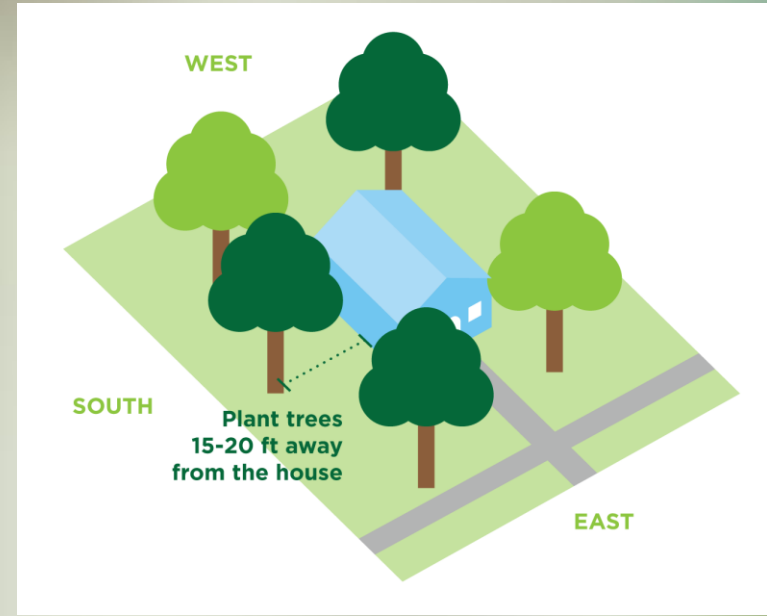 WEST
SOUTH
Plant trees
15-20 ft away
from the house
EAST